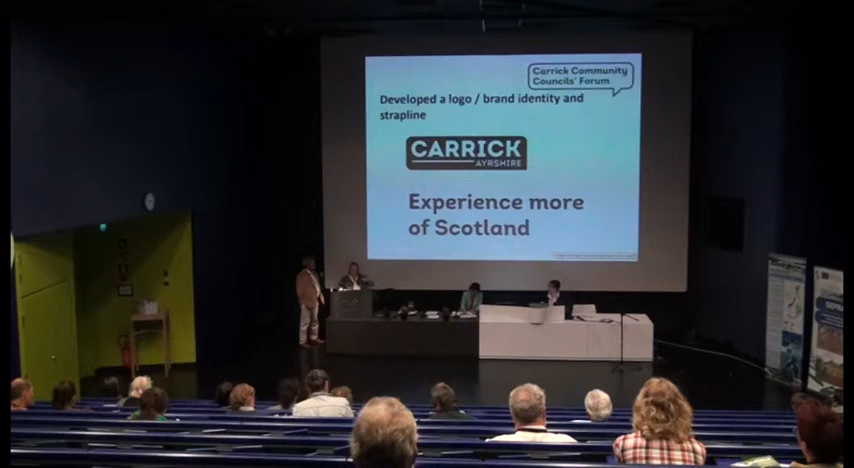 Carrick Community
Councils' Forum
Developed a logo / brand identity and
strapline
CARRICK
AYRSHIRE
Experience more
of Scotland